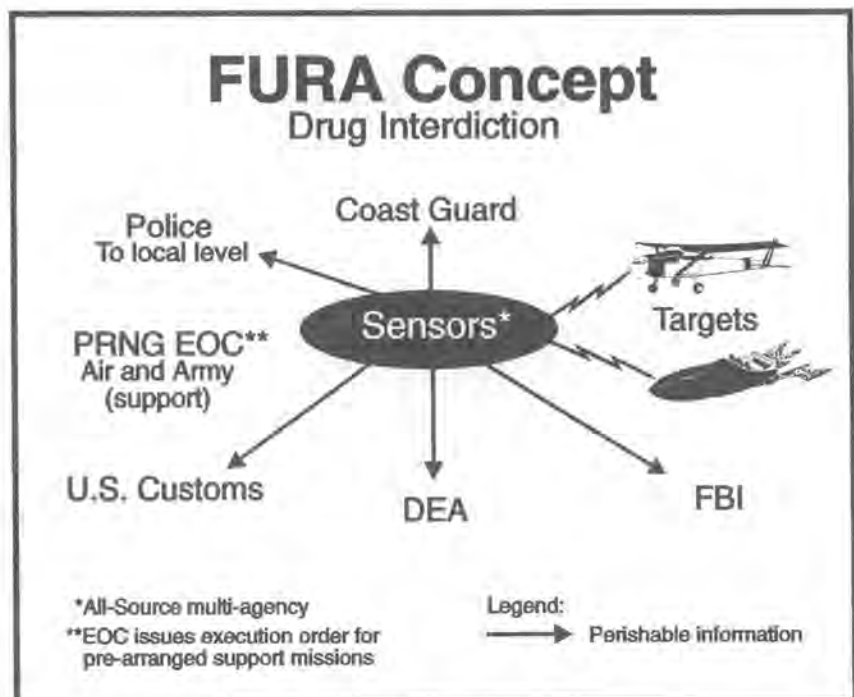 FURA Concept
Drug Interdiction
Coast Guard
Police
To local level
Sensors*
Targets
PRNG EOC**
Air and Army
(support)
U.S. Customs
DEA
FBI
*All-Source multi-agency
**EOC issues execution order for
pre-arranged support missions
Legend:
Perishable information